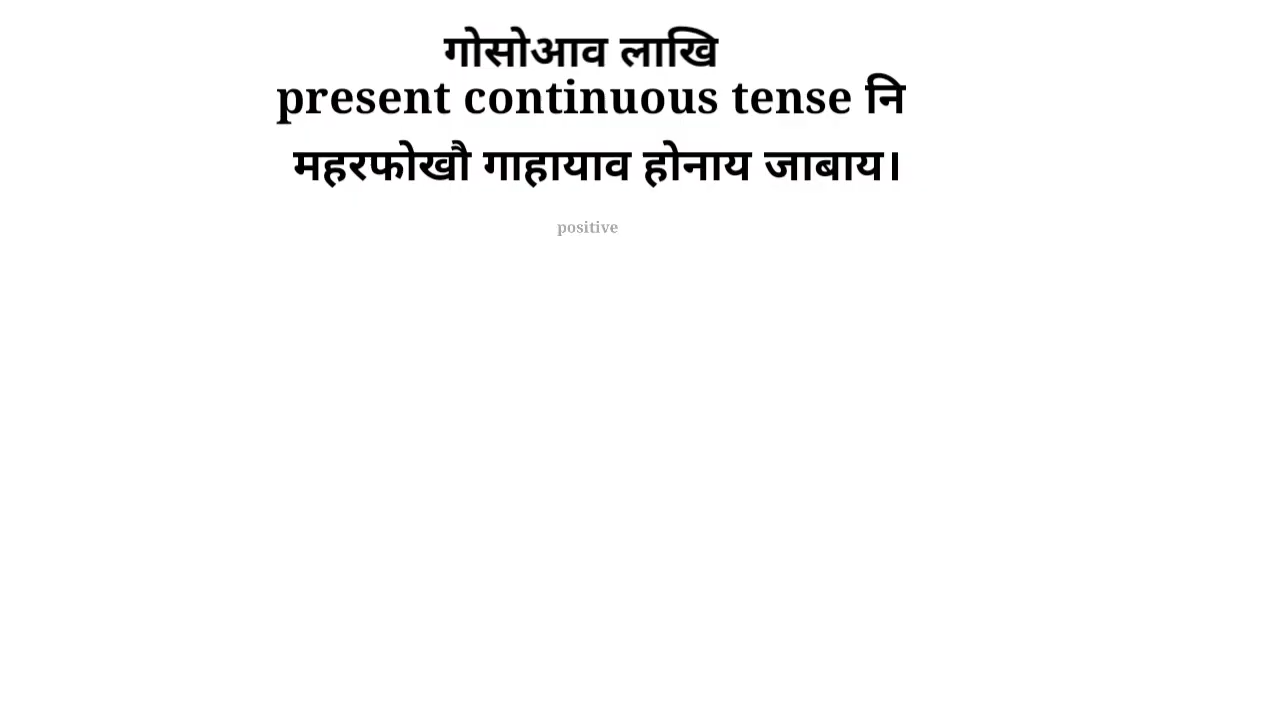 गोसोआव लाखि
present continuous tense नि
महरफोखौ गाहायाव होनाय जाबाय।
positive